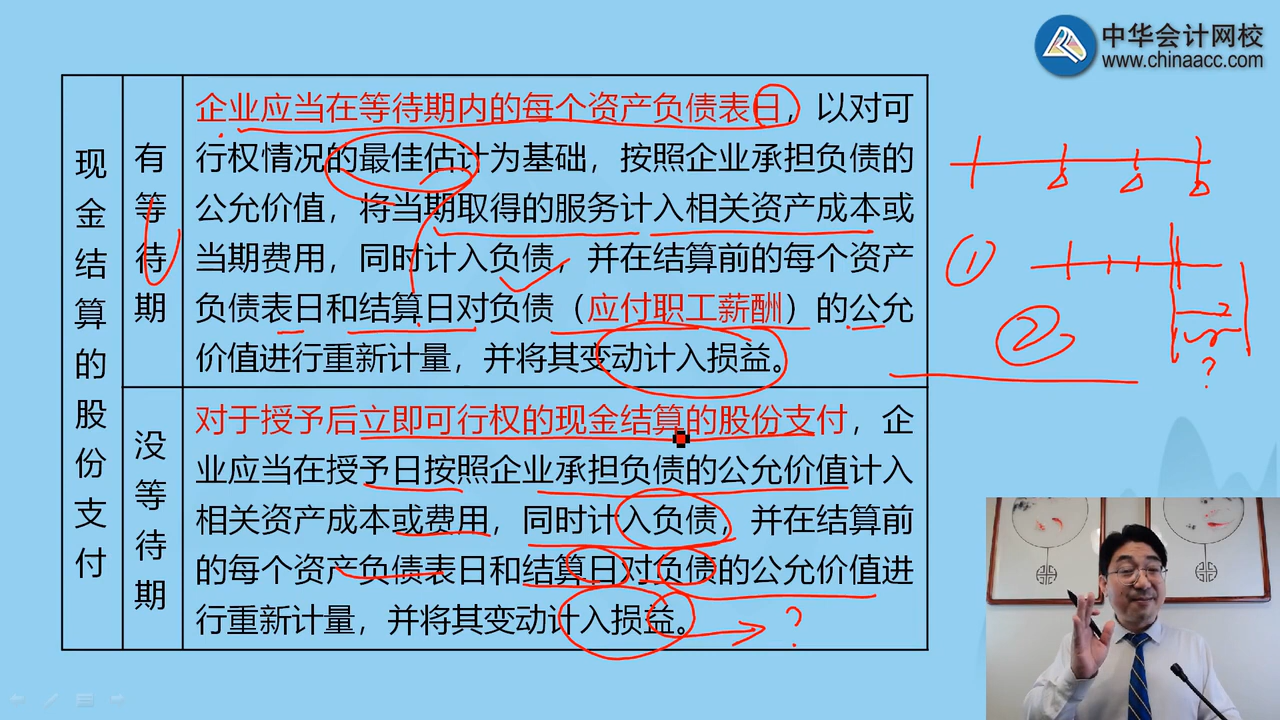 中华会计网校
www.chinaacc.com
现金结算的股份支付
有等待期
企业应当在等待期内的每个资产负债表日，以对可
行权情况的最佳估计为基础，按照企业承担负债的
公允价值，将当期取得的服务计入相关资产成本或
当期费用，同时计入负债，并在结算前的每个资产
负债表日和结算日对负债（应付职工薪酬）的公允
价值进行重新计量，并将其变动计入损益。
没等待期
对于授予后立即可行权的现金结算的股份支付，企
业应当在授予日按照企业承担负债的公允价值计入
相关资产成本或费用，同时计入负债，并在结算前
的每个资产负债表日和结算日对负债的公允价值进
行重新计量，并将其变动计入损益。
?
①
②
?